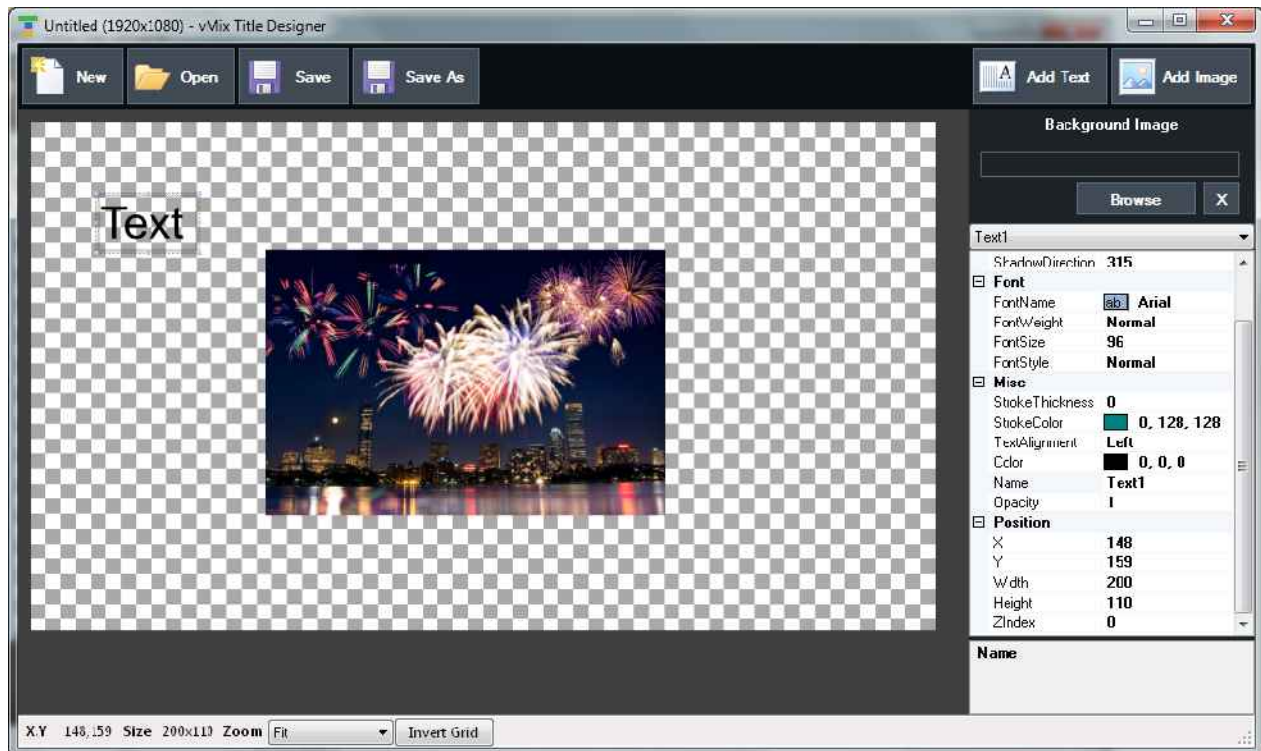 Untitled (1920x1080) - vMix Title Designer
New Open Save Save As Add Text Add Image
Background Image
Browse X
Text
Text1
ShadowDirection 315
Font
FontName ab Arial
FontWeight Normal
FontSize 96
FontStyle Normal
Misc
StrokeThickness 0
StrokeColor 0, 128, 128
TextAlignment Left
Color 0, 0, 0
Name Text1
Opacity 1
Position
X 148
Y 159
Width 200
Height 110
ZIndex 0
Name
X,Y 148,159 Size 200x110 Zoom Fit Invert Grid